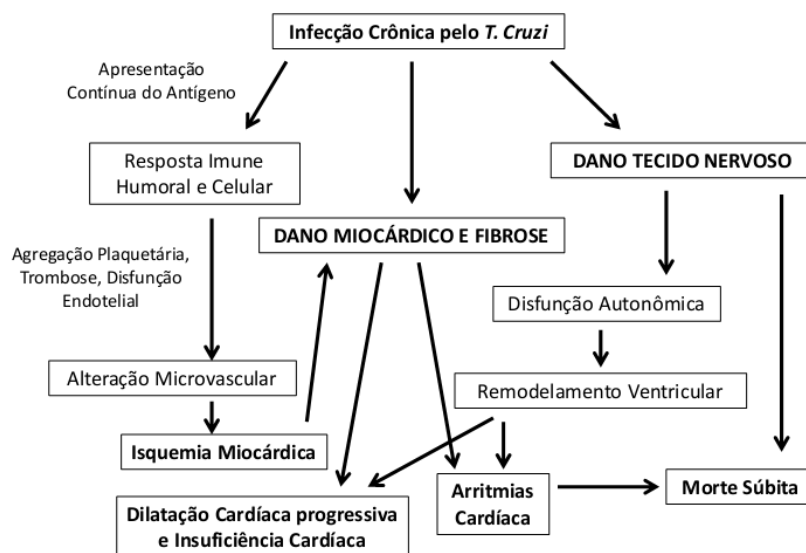 Infecção Crônica pelo T. Cruzi
Apresentação
Contínua do Antígeno
Resposta Imune
Humoral e Celular
DANO TECIDO NERVOSO
DANO MIOCÁRDICO E FIBROSE
Agregação Plaquetária,
Trombose, Disfunção
Endotelial
Disfunção Autonômica
Alteração Microvascular
Remodelamento Ventricular
Isquemia Miocárdica
Arritmias
Cardíaca
Morte Súbita
Dilatação Cardíaca progressiva
e Insuficiência Cardíaca